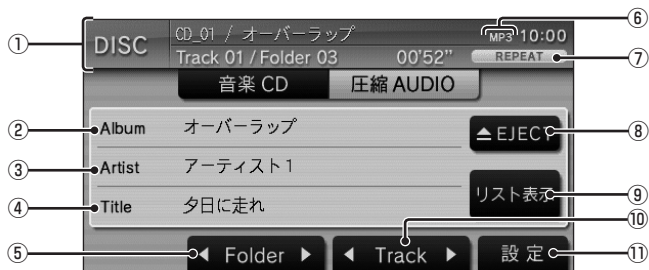 ⑥
① DISC CD_01 / オーバーラップ MP3 10:00
Track 01 / Folder 03 00'52” REPEAT ⑦
音楽 CD 圧縮 AUDIO
② Album オーバーラップ ▲EJECT ⑧
③ Artist アーティスト1
④ Title 夕日に走れ リスト表示 ⑨
⑩
⑤ ◀ Folder ▶ ◀ Track ▶ 設定 ⑪